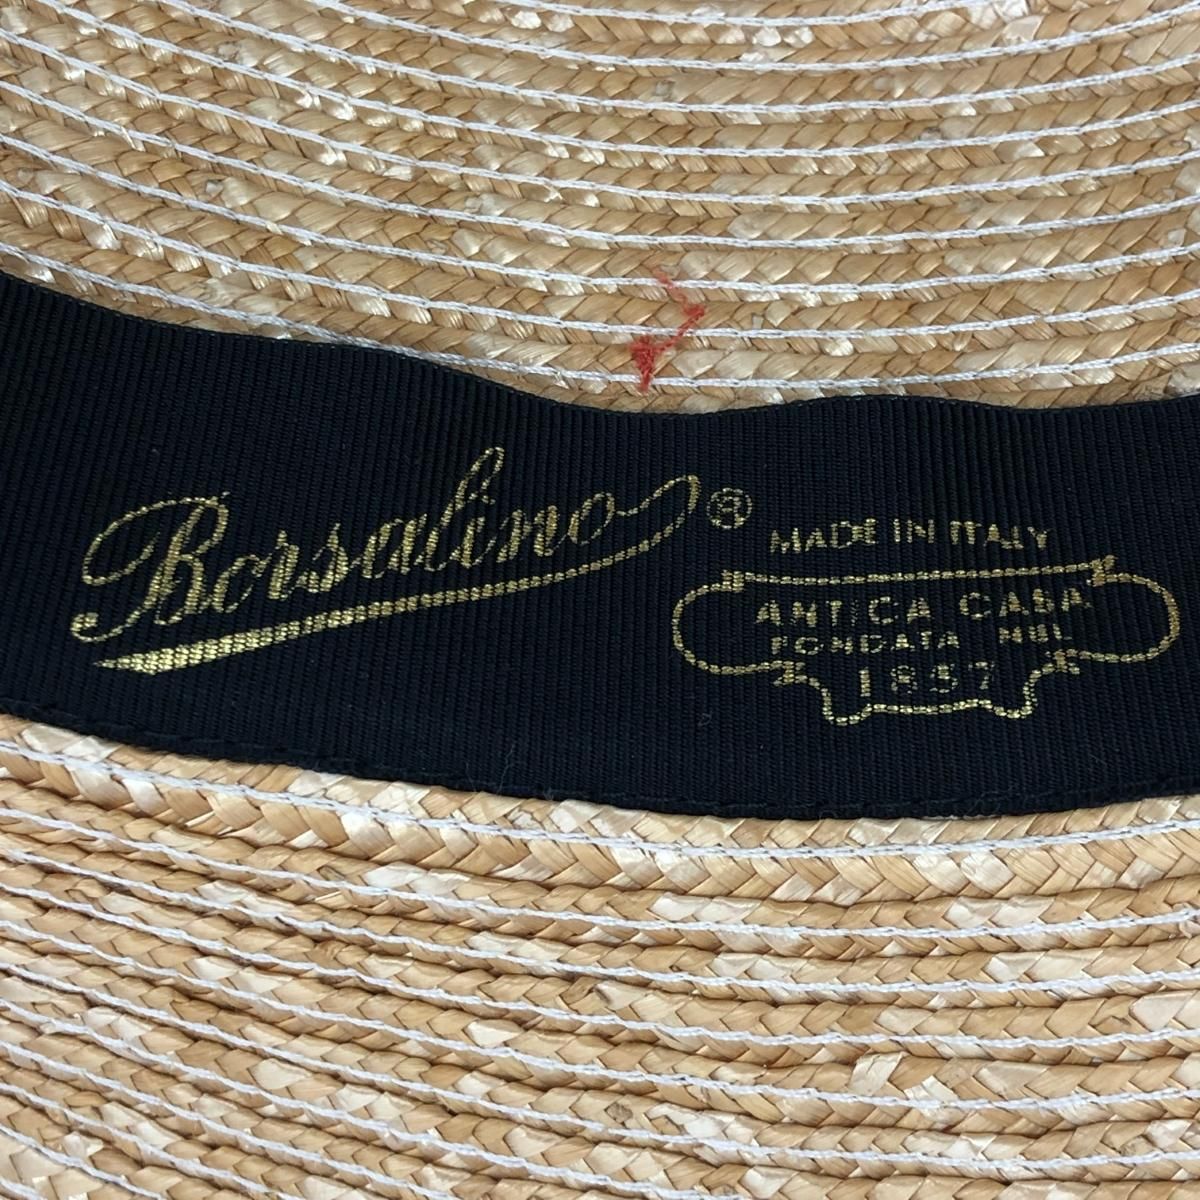 Borsalino®
MADE IN ITALY
ANTICA CASA
FONDATA NEL
1857